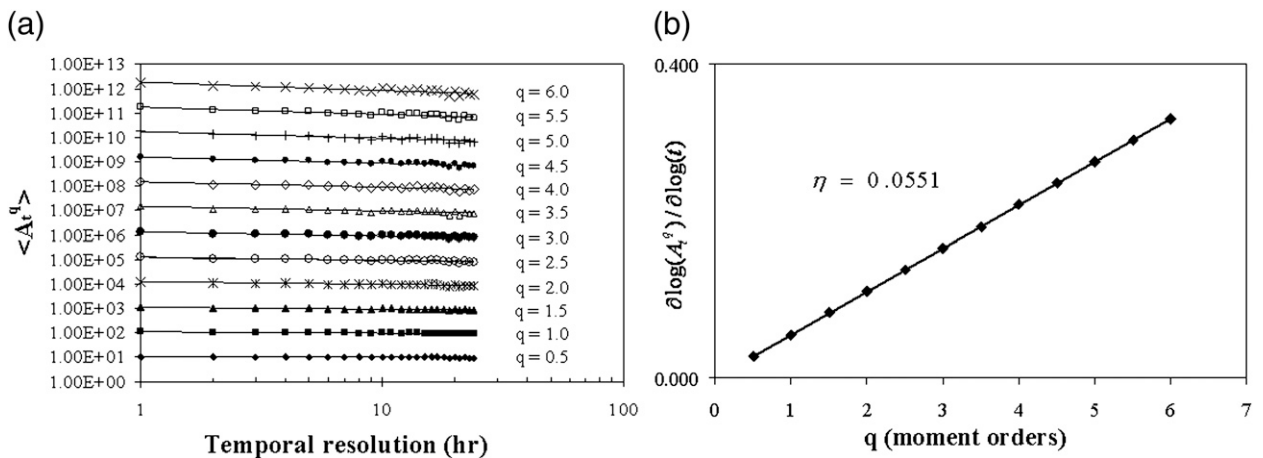 (a)
<A_t^q>
1.00E+13
1.00E+12
1.00E+11
1.00E+10
1.00E+09
1.00E+08
1.00E+07
1.00E+06
1.00E+05
1.00E+04
1.00E+03
1.00E+02
1.00E+01
1.00E+00
q = 6.0
q = 5.5
q = 5.0
q = 4.5
q = 4.0
q = 3.5
q = 3.0
q = 2.5
q = 2.0
q = 1.5
q = 1.0
q = 0.5
1 10 100
Temporal resolution (hr)
(b)
∂log(A_t^q) / ∂log(t)
0.400
0.000
η = 0.0551
0 1 2 3 4 5 6 7
q (moment orders)